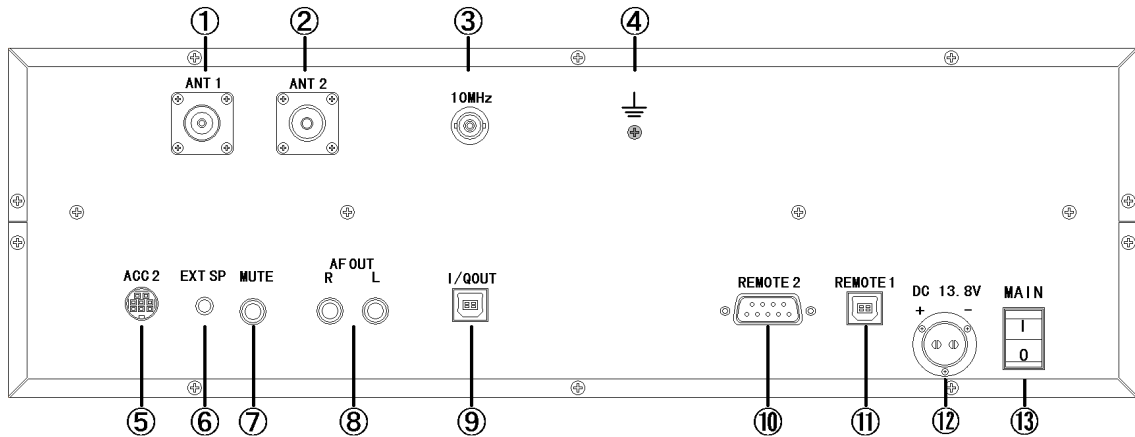 ① ② ③ ④
ANT 1 ANT 2
10MHz
ACC 2 EXT SP MUTE AF OUT I/QOUT REMOTE 2 REMOTE 1 DC 13.8V MAIN
R L + -
I
O
⑤ ⑥ ⑦ ⑧ ⑨ ⑩ ⑪ ⑫ ⑬